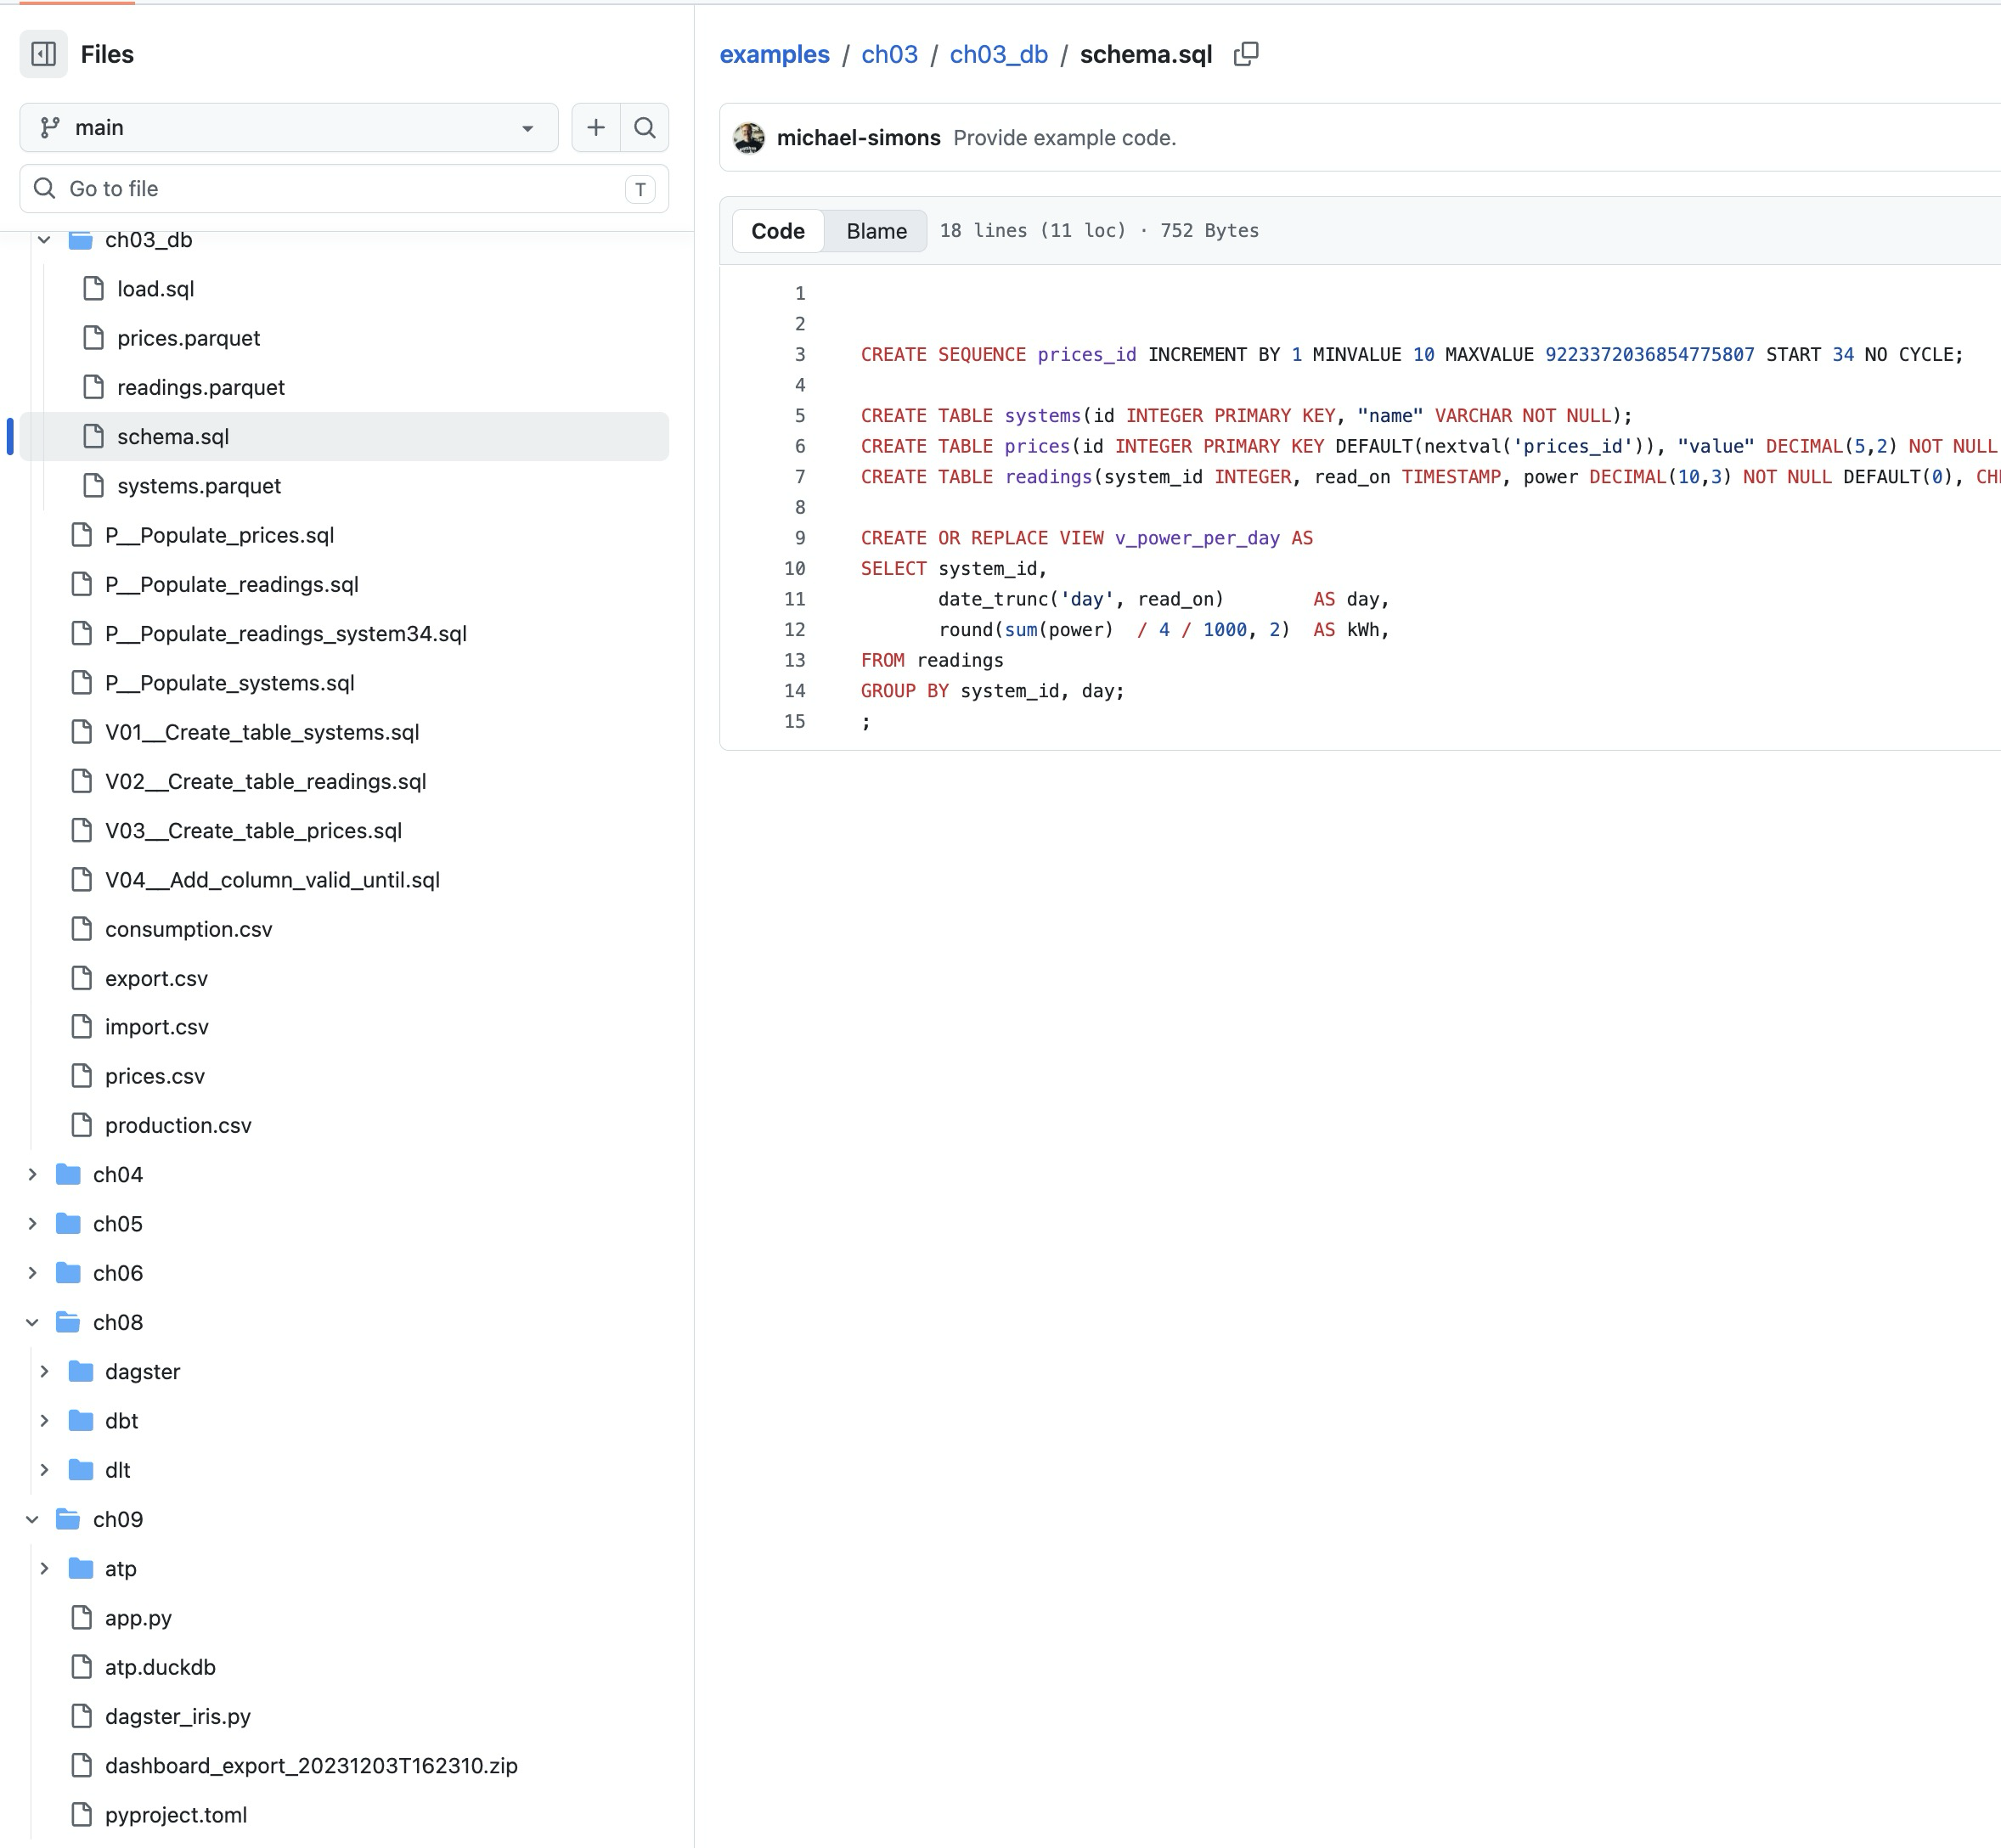 Files
main
Go to file
T
ch03_db
load.sql
prices.parquet
readings.parquet
schema.sql
systems.parquet
P__Populate_prices.sql
P__Populate_readings.sql
P__Populate_readings_system34.sql
P__Populate_systems.sql
V01__Create_table_systems.sql
V02__Create_table_readings.sql
V03__Create_table_prices.sql
V04__Add_column_valid_until.sql
consumption.csv
export.csv
import.csv
prices.csv
production.csv
ch04
ch05
ch06
ch08
dagster
dbt
dlt
ch09
atp
app.py
atp.duckdb
dagster_iris.py
dashboard_export_20231203T162310.zip
pyproject.toml
examples / ch03 / ch03_db / schema.sql
michael-simons Provide example code.
Code Blame 18 lines (11 loc) · 752 Bytes
1
2
3 CREATE SEQUENCE prices_id INCREMENT BY 1 MINVALUE 10 MAXVALUE 9223372036854775807 START 34 NO CYCLE;
4
5 CREATE TABLE systems(id INTEGER PRIMARY KEY, "name" VARCHAR NOT NULL);
6 CREATE TABLE prices(id INTEGER PRIMARY KEY DEFAULT(nextval('prices_id')), "value" DECIMAL(5,2) NOT NULL
7 CREATE TABLE readings(system_id INTEGER, read_on TIMESTAMP, power DECIMAL(10,3) NOT NULL DEFAULT(0),
8
9 CREATE OR REPLACE VIEW v_power_per_day AS
10 SELECT system_id,
11 date_trunc('day', read_on) AS day,
12 round(sum(power) / 4 / 1000, 2) AS kWh,
13 FROM readings
14 GROUP BY system_id, day;
15 ;